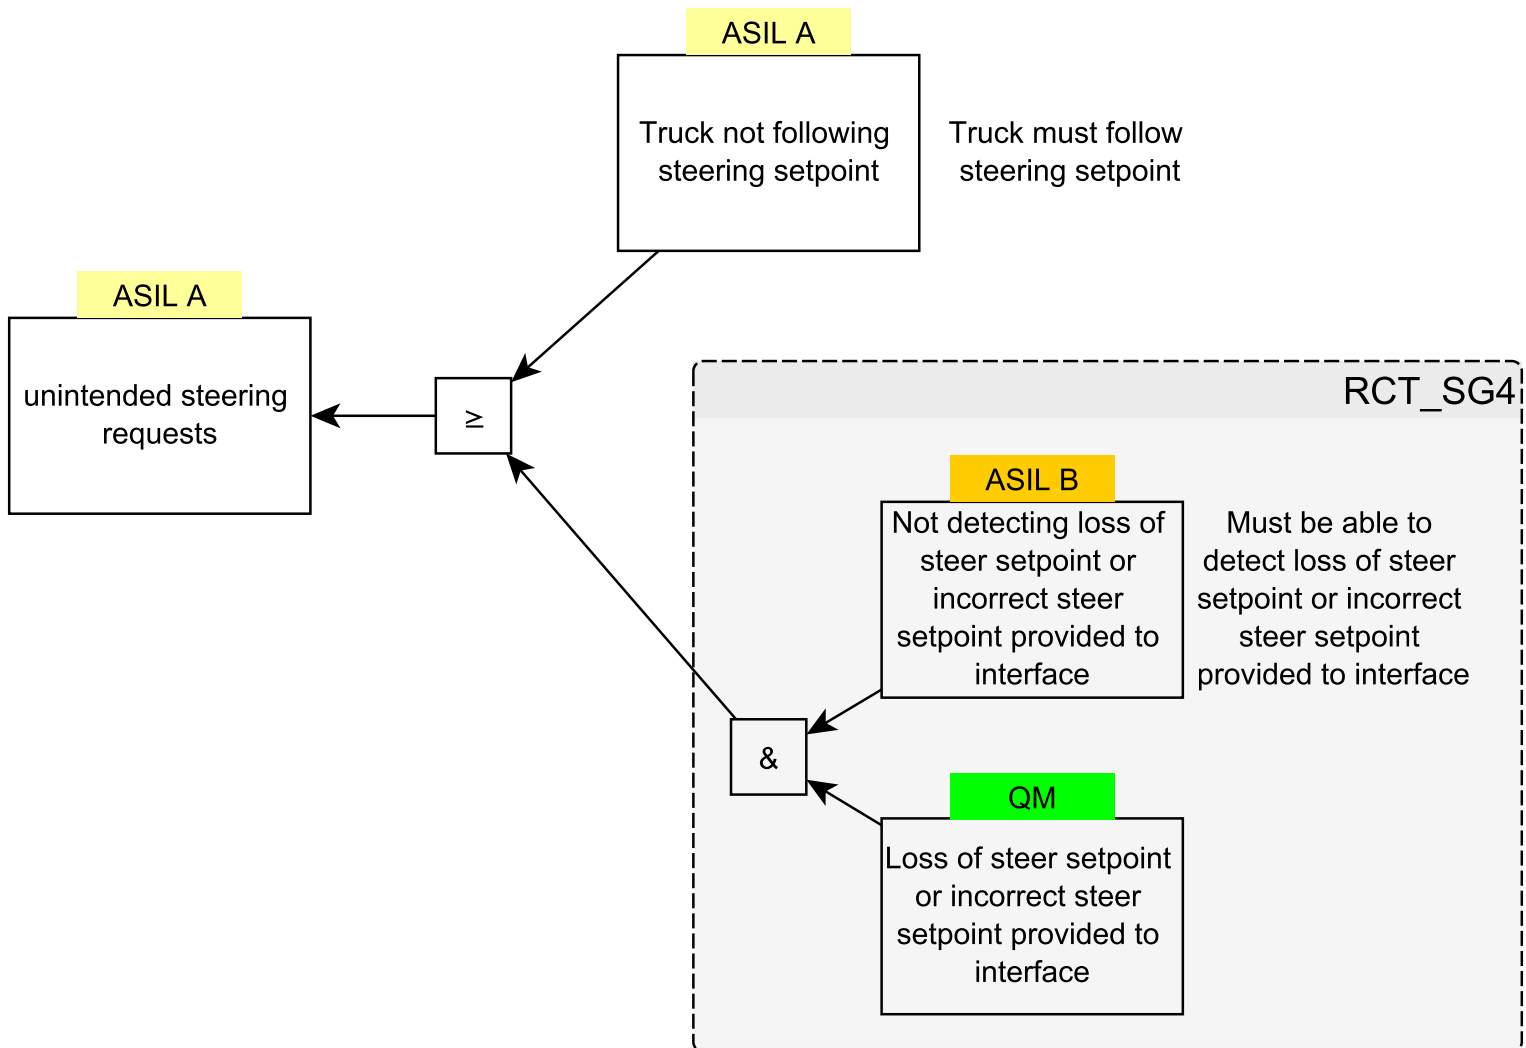 ASIL A
Truck not following
steering setpoint
Truck must follow
steering setpoint
ASIL A
unintended steering
requests
≥
RCT_SG4
ASIL B
Not detecting loss of
steer setpoint or
incorrect steer
setpoint provided to
interface
Must be able to
detect loss of steer
setpoint or incorrect
steer setpoint
provided to interface
&
QM
Loss of steer setpoint
or incorrect steer
setpoint provided to
interface